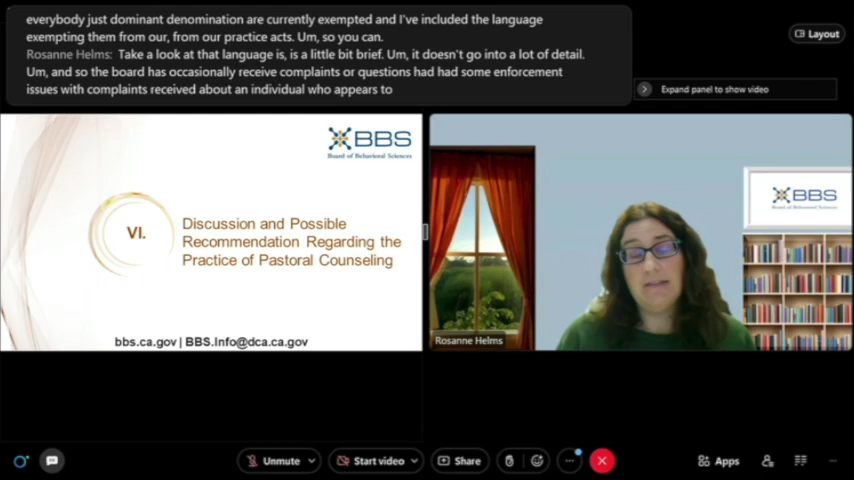 everybody just dominant denomination are currently exempted and I've included the language
exempting them from our, from our practice acts. Um, so you can.
Rosanne Helms: Take a look at that language is, is a little bit brief. Um, it doesn't go into a lot of detail.
Um, and so the board has occasionally receive complaints or questions had had some enforcement
issues with complaints received about an individual who appears to
Layout
Expand panel to show video
BBS
Board of Behavioral Sciences
VI.
Discussion and Possible
Recommendation Regarding the
Practice of Pastoral Counseling
bbs.ca.gov | BBS.Info@dca.ca.gov
BBS
Board of Behavioral Sciences
Rosanne Helms
Unmute
Start video
Share
Apps